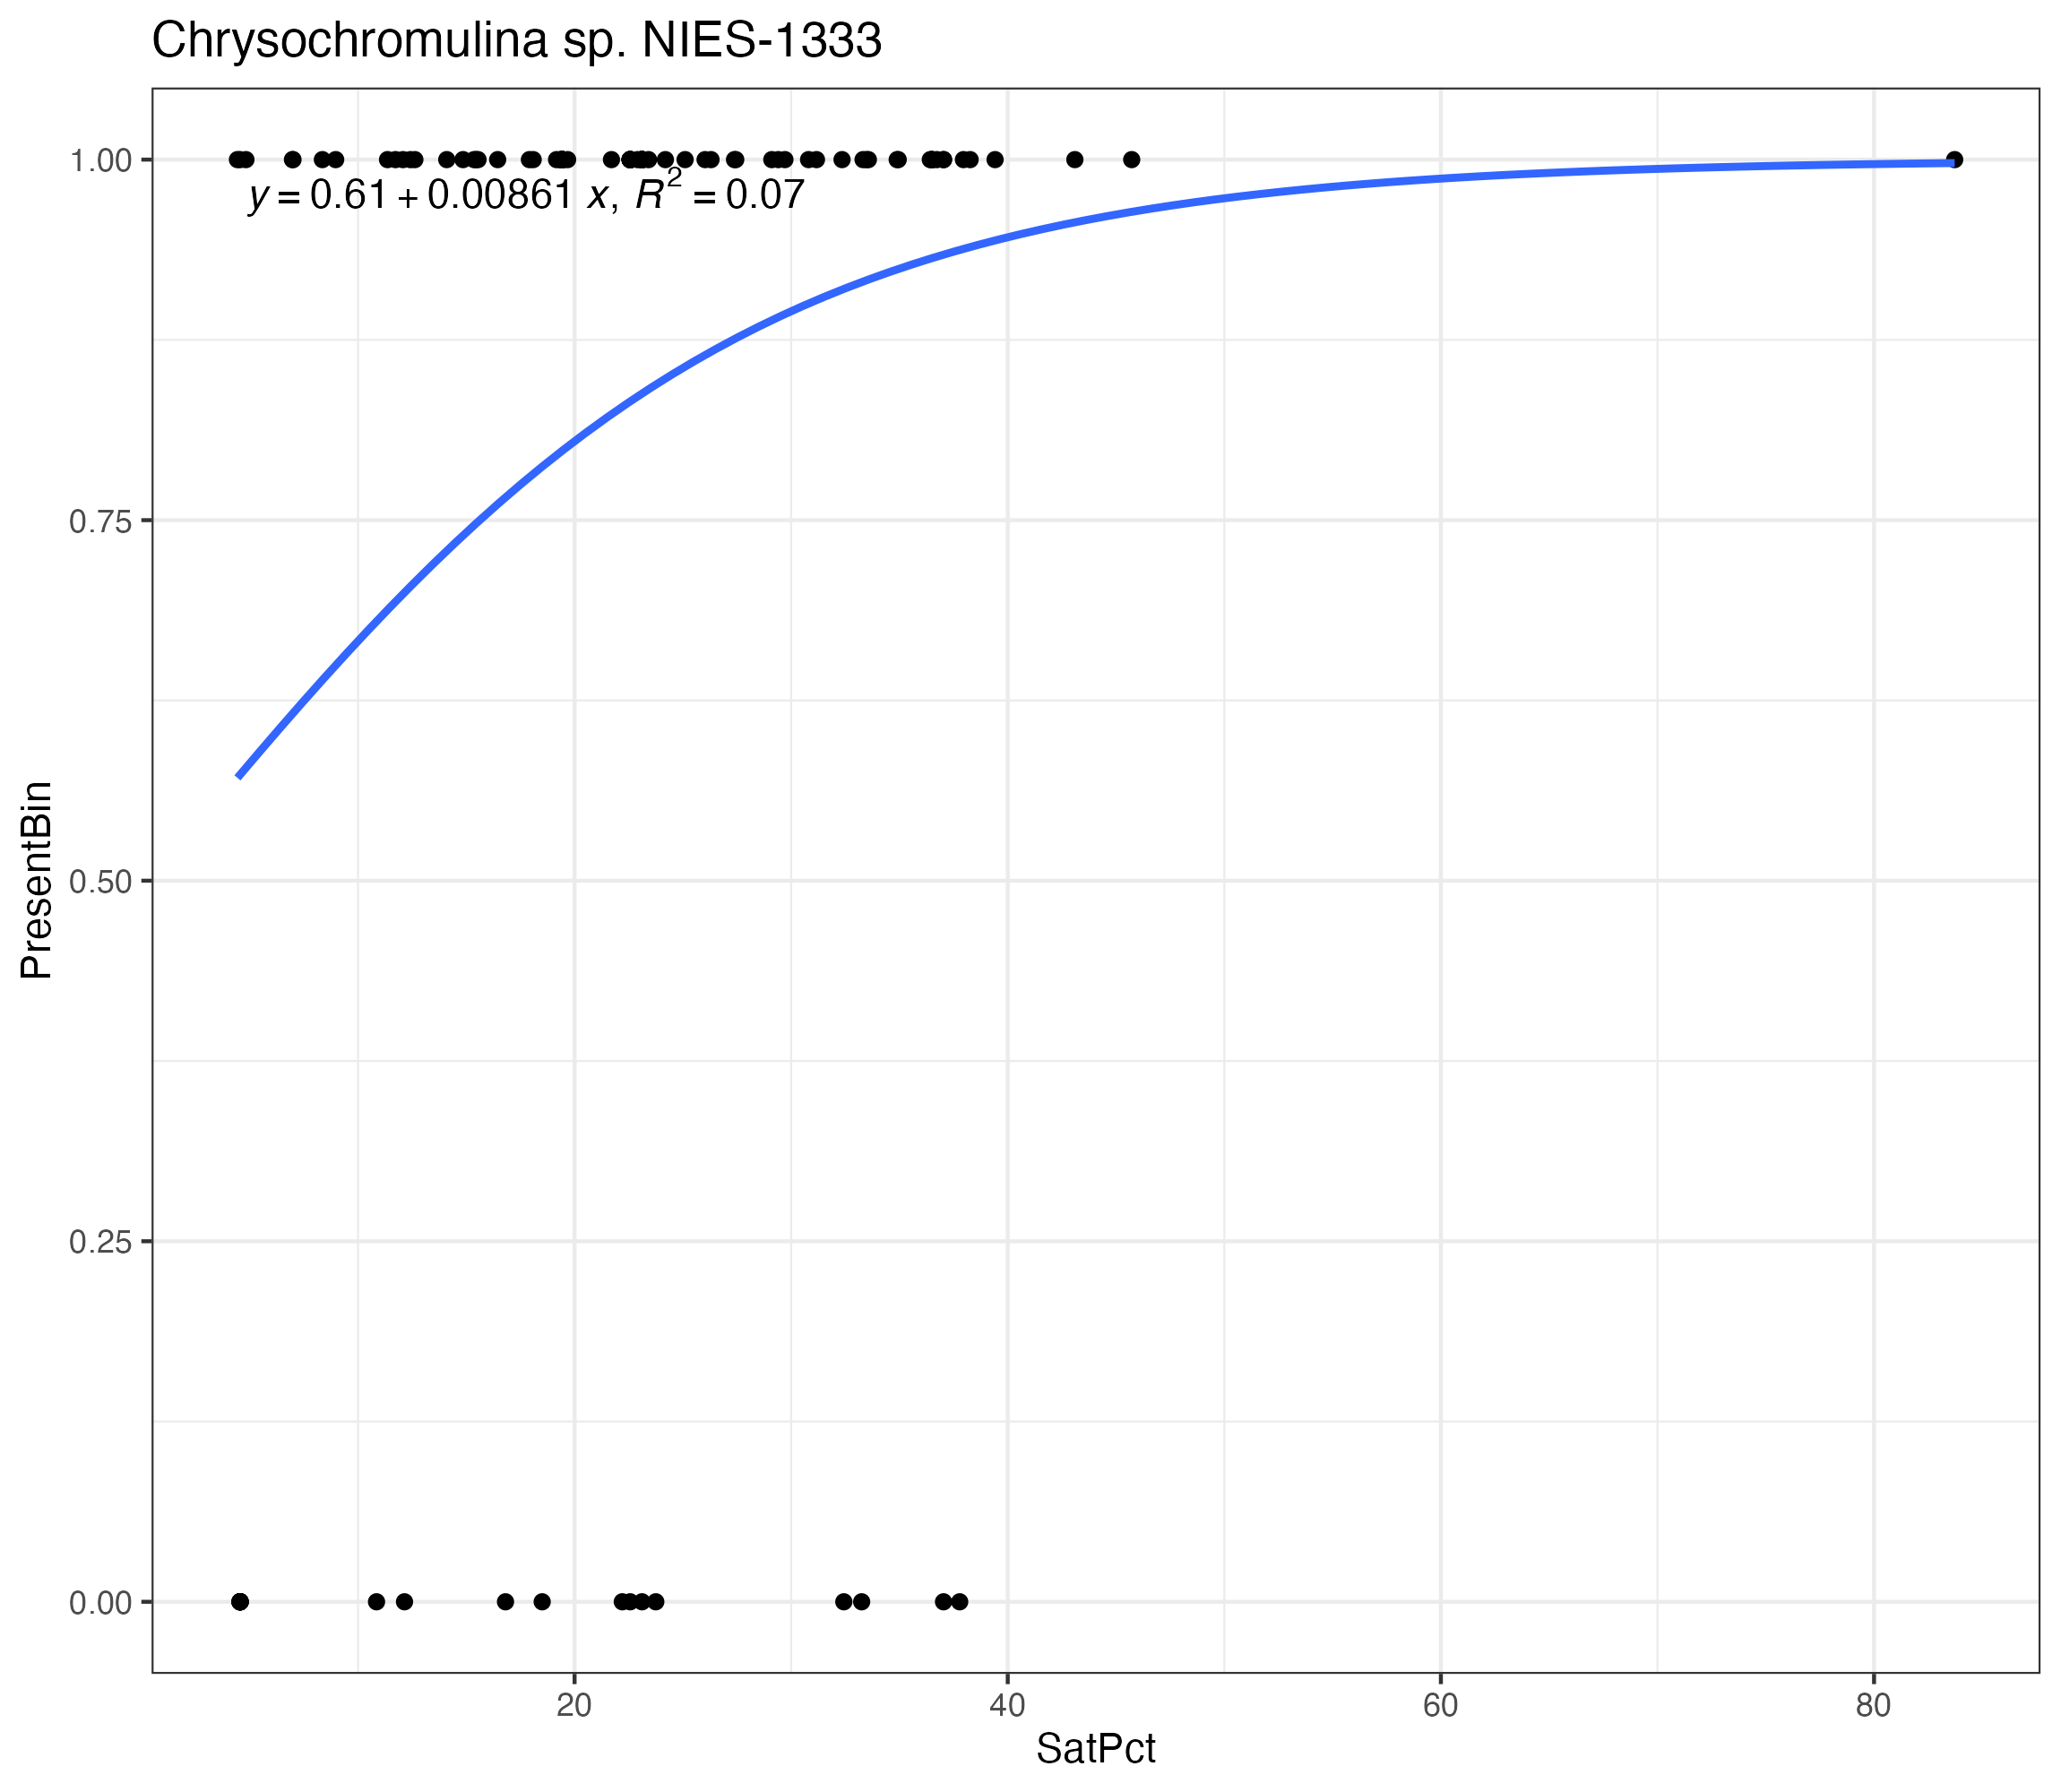 Chrysochromulina sp. NIES-1333
1.00
y = 0.61 + 0.00861 x, R² = 0.07
0.75
0.50
0.25
0.00
PresentBin
20 40 60 80
SatPct